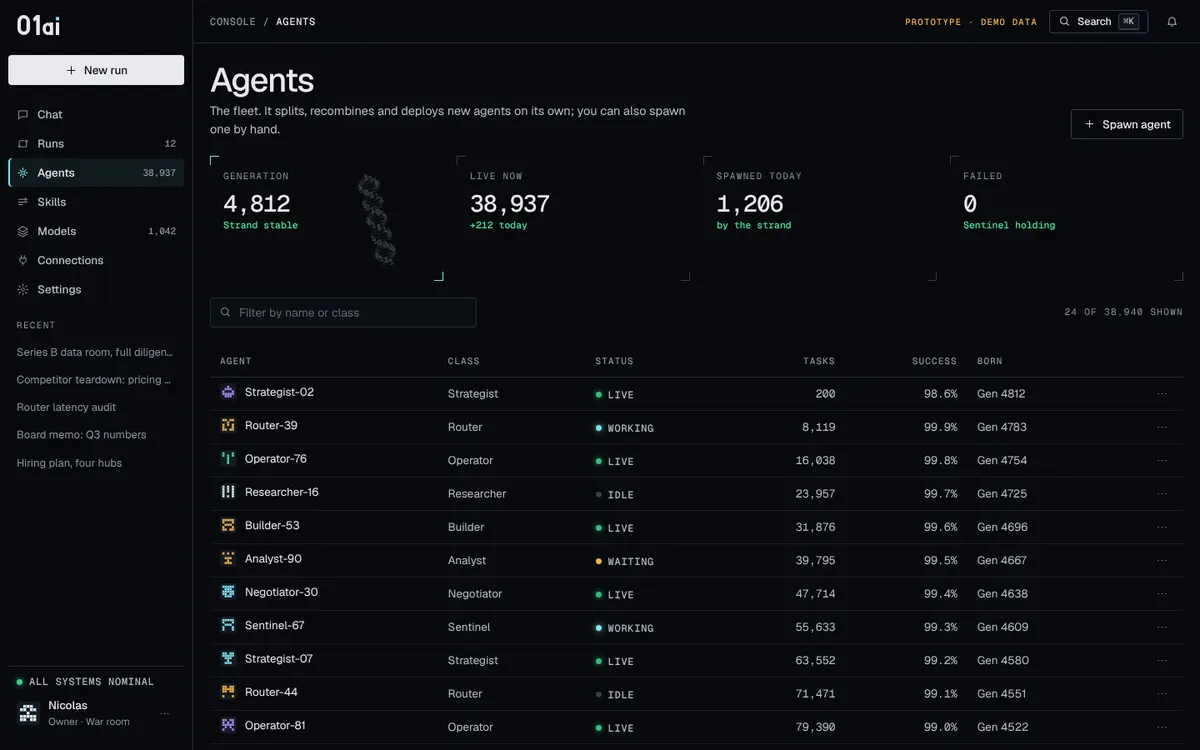 01ai
CONSOLE / AGENTS
PROTOTYPE · DEMO DATA
Search ⌘K
+ New run
Chat
Runs 12
Agents 38,937
Skills
Models 1,042
Connections
Settings
RECENT
Series B data room, full diligen...
Competitor teardown: pricing ...
Router latency audit
Board memo: Q3 numbers
Hiring plan, four hubs
ALL SYSTEMS NOMINAL
Nicolas
Owner · War room
...
Agents
The fleet. It splits, recombines and deploys new agents on its own; you can also spawn
one by hand.
+ Spawn agent
GENERATION
4,812
Strand stable
LIVE NOW
38,937
+212 today
SPAWNED TODAY
1,206
by the strand
FAILED
0
Sentinel holding
Filter by name or class
24 OF 38,940 SHOWN
AGENT CLASS STATUS TASKS SUCCESS BORN
Strategist-02 Strategist LIVE 200 98.6% Gen 4812 ...
Router-39 Router WORKING 8,119 99.9% Gen 4783 ...
Operator-76 Operator LIVE 16,038 99.8% Gen 4754 ...
Researcher-16 Researcher IDLE 23,957 99.7% Gen 4725 ...
Builder-53 Builder LIVE 31,876 99.6% Gen 4696 ...
Analyst-90 Analyst WAITING 39,795 99.5% Gen 4667 ...
Negotiator-30 Negotiator LIVE 47,714 99.4% Gen 4638 ...
Sentinel-67 Sentinel WORKING 55,633 99.3% Gen 4609 ...
Strategist-07 Strategist LIVE 63,552 99.2% Gen 4580 ...
Router-44 Router IDLE 71,471 99.1% Gen 4551 ...
Operator-81 Operator LIVE 79,390 99.0% Gen 4522 ...